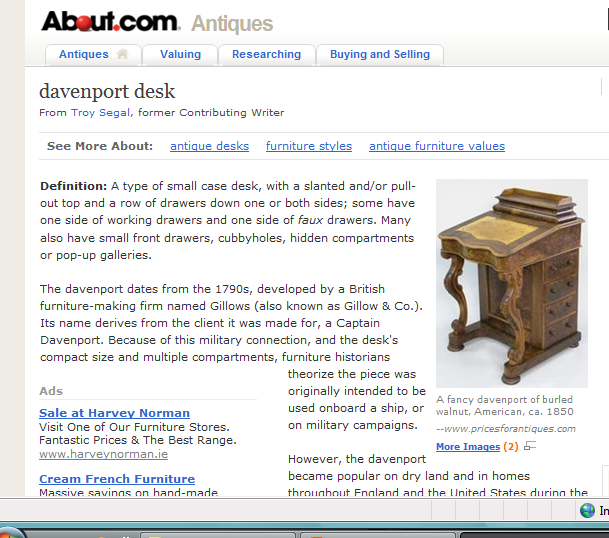 About.com. Antiques
Antiques
Valuing
Researching
Buying and Selling
davenport desk
From Troy Segal, former Contributing Writer
See More About: antique desks furniture styles antique furniture values
Definition: A type of small case desk, with a slanted and/or pull-
out top and a row of drawers down one or both sides; some have
one side of working drawers and one side of faux drawers. Many
also have small front drawers, cubbyholes, hidden compartments
or pop-up galleries.
The davenport dates from the 1790s, developed by a British
furniture-making firm named Gillows (also known as Gillow & Co.).
Its name derives from the client it was made for, a Captain
Davenport. Because of this military connection, and the desk's
compact size and multiple compartments, furniture historians
theorize the piece was
originally intended to be
used onboard a ship, or
on military campaigns.
However, the davenport
became popular on dry land and in homes
throughout England and the United States during the
A fancy davenport of burled
walnut, American, ca. 1850
--www.pricesforantiques.com
More Images (2)
Ads
Sale at Harvey Norman
Visit One of Our Furniture Stores.
Fantastic Prices & The Best Range.
www.harveynorman.ie
Cream French Furniture
Massive savings on hand-made
In